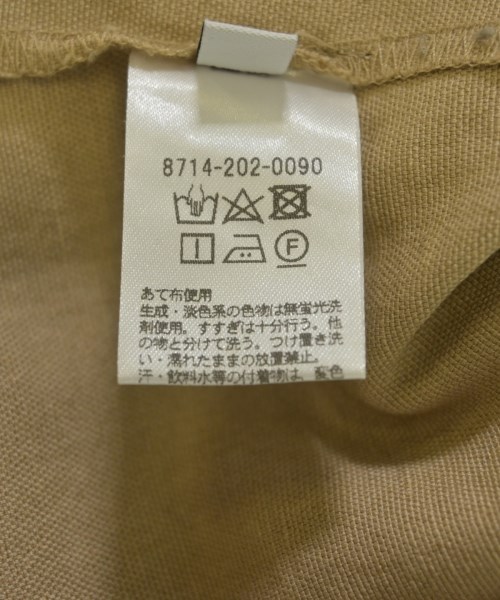 8714-202-0090
F
あて布使用
生成・淡色系の色物は無蛍光洗
剤使用。すすぎは十分行う。他
の物と分けて洗う。つけ置き洗
い・濡れたままの放置禁止。
汗・飲料水等の付着物は、変色